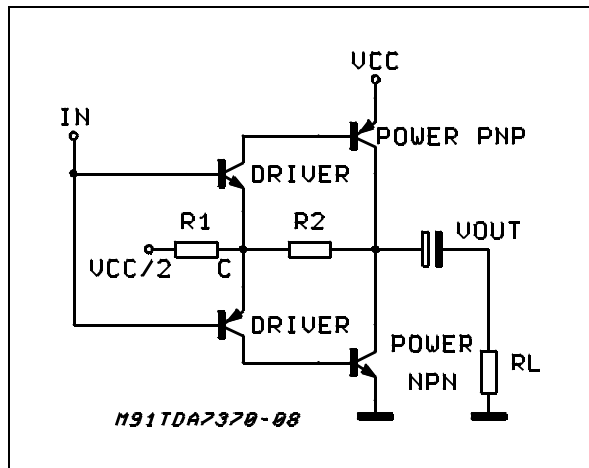 VCC
IN
POWER PNP
DRIVER
R1
R2
VOUT
VCC/2
C
DRIVER
POWER
NPN
RL
M91TDA7370-08